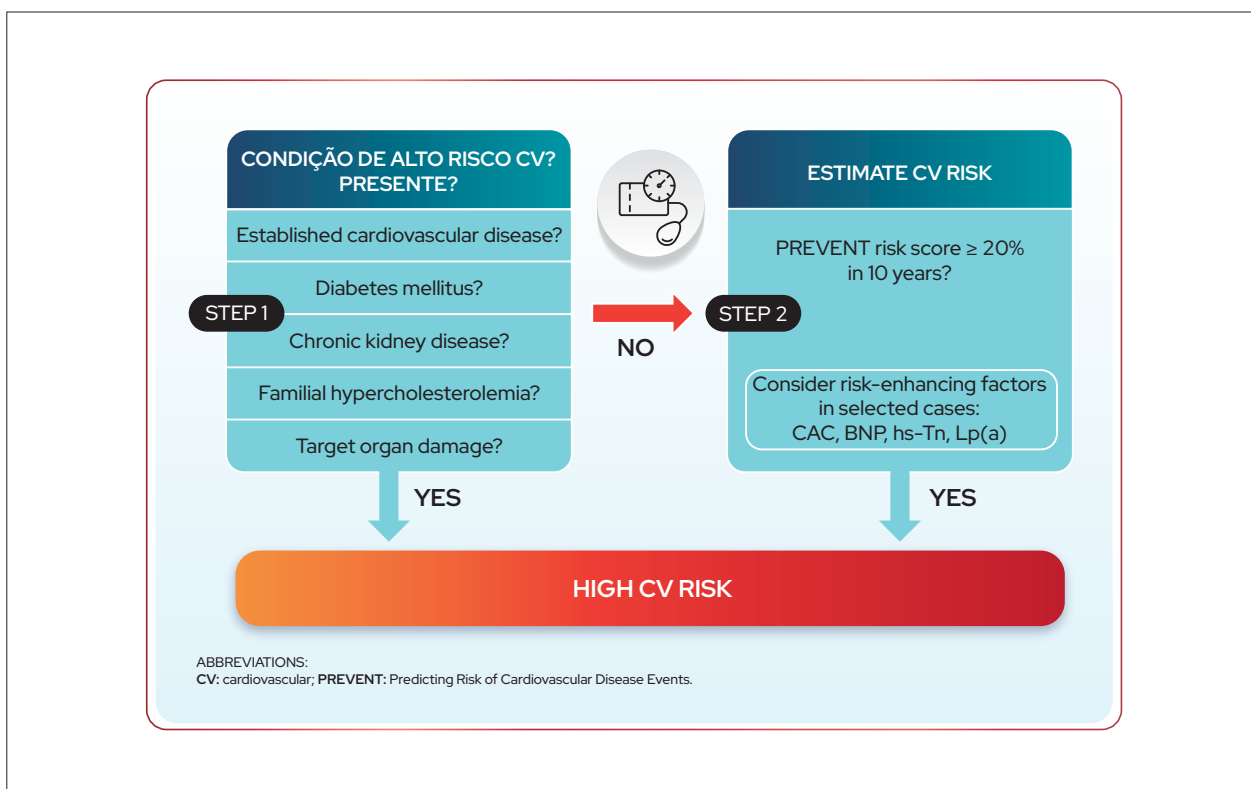 CONDIÇÃO DE ALTO RISCO CV?
PRESENTE?
Established cardiovascular disease?
Diabetes mellitus?
STEP 1
Chronic kidney disease?
Familial hypercholesterolemia?
Target organ damage?
YES
NO
ESTIMATE CV RISK
PREVENT risk score ≥ 20%
in 10 years?
STEP 2
Consider risk-enhancing factors
in selected cases:
CAC, BNP, hs-Tn, Lp(a)
YES
HIGH CV RISK
ABBREVIATIONS:
CV: cardiovascular; PREVENT: Predicting Risk of Cardiovascular Disease Events.